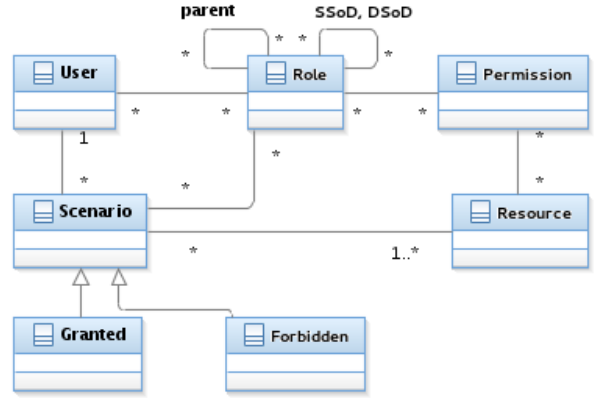 parent
SSoD, DSoD
* * * *
User
Role
Permission
* * * *
1 * *
* * *
Scenario
Resource
* 1..*
Granted
Forbidden